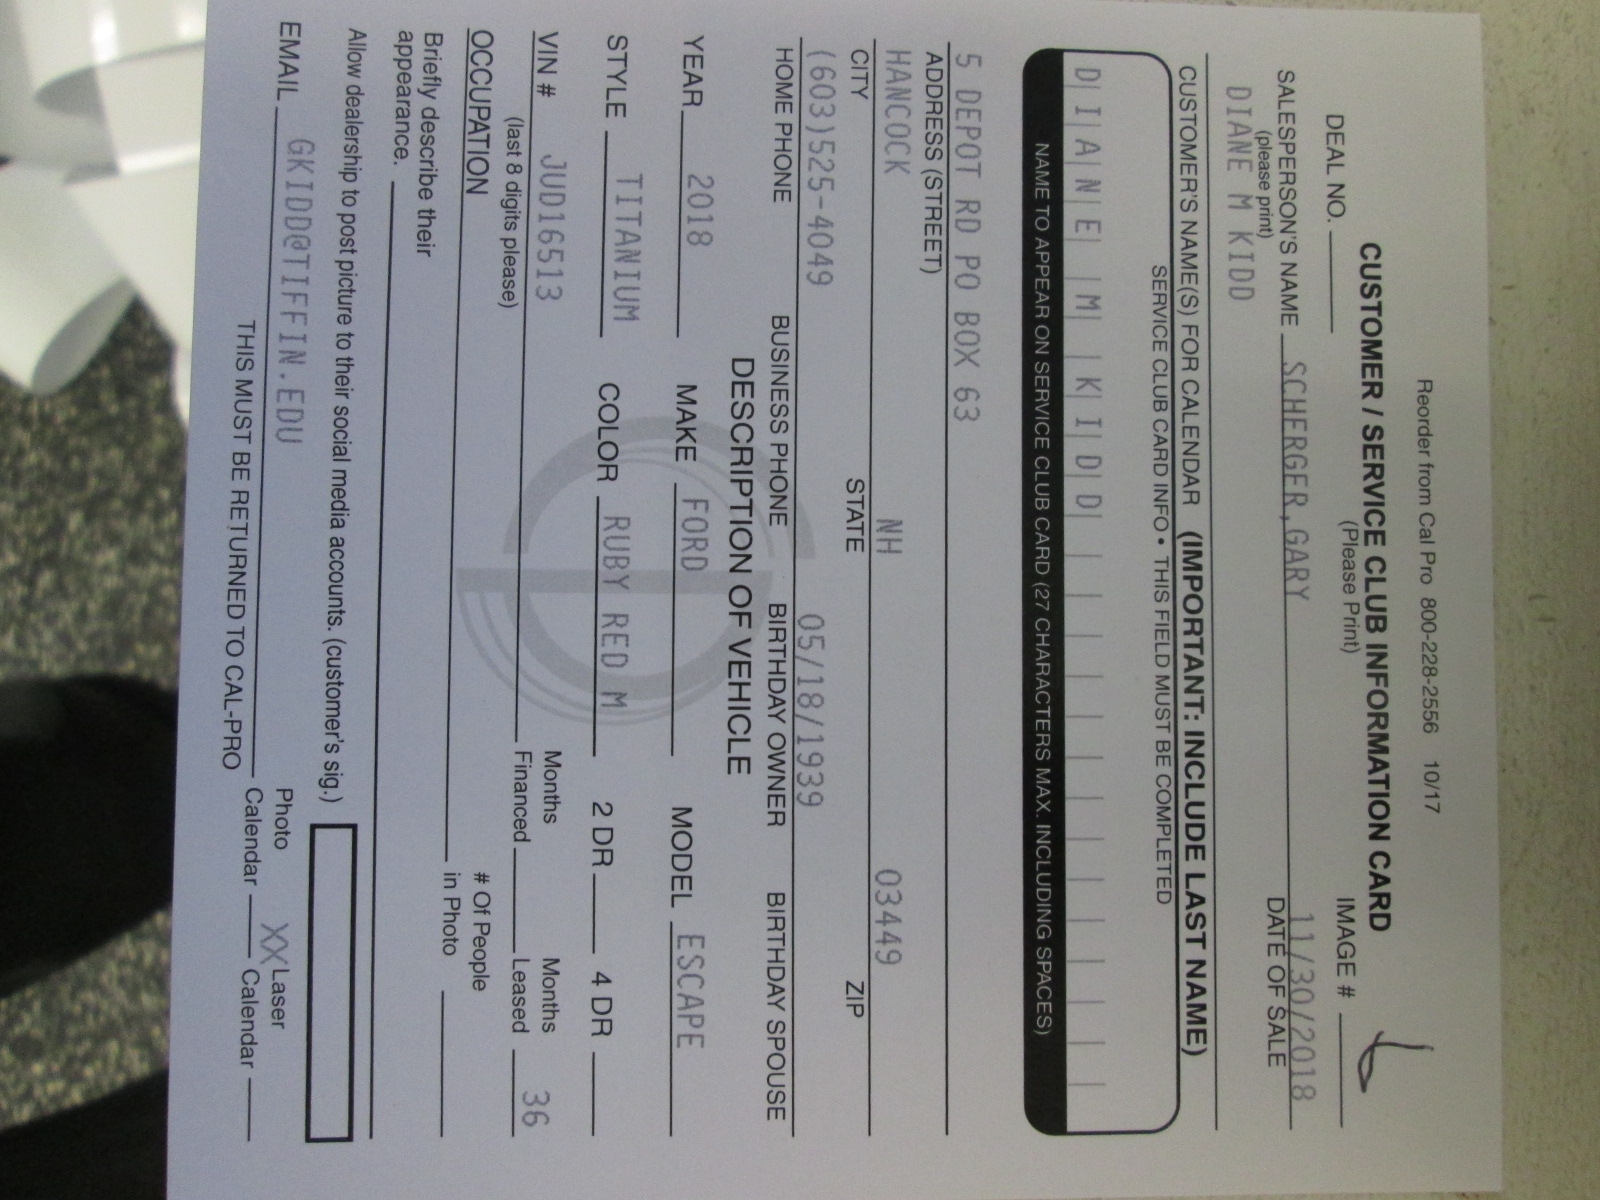 Reorder from Cal Pro 800-228-2556 10/17
CUSTOMER / SERVICE CLUB INFORMATION CARD
(Please Print)
DEAL NO.
IMAGE #
SALESPERSON'S NAME SCHERGER,GARY 11/30/2018
(please print) DATE OF SALE
DIANE M KIDD
CUSTOMER'S NAME(S) FOR CALENDAR (IMPORTANT: INCLUDE LAST NAME)
SERVICE CLUB CARD INFO • THIS FIELD MUST BE COMPLETED
D I A N E M K I D D
NAME TO APPEAR ON SERVICE CLUB CARD (27 CHARACTERS MAX. INCLUDING SPACES)
5 DEPOT RD PO BOX 63
ADDRESS (STREET)
HANCOCK NH 03449
CITY STATE ZIP
(603)525-4049 05/18/1939
HOME PHONE BUSINESS PHONE BIRTHDAY OWNER BIRTHDAY SPOUSE
DESCRIPTION OF VEHICLE
YEAR 2018 MAKE FORD MODEL ESCAPE
STYLE TITANIUM COLOR RUBY RED M 2 DR 4 DR
VIN # JUD16513 Months Financed Months Leased 36
(last 8 digits please)
OCCUPATION # Of People in Photo
Briefly describe their
appearance.
Allow dealership to post picture to their social media accounts. (customer's sig.)
EMAIL GKIDD@TIFFIN.EDU Photo Calendar XX Laser Calendar
THIS MUST BE RETURNED TO CAL-PRO